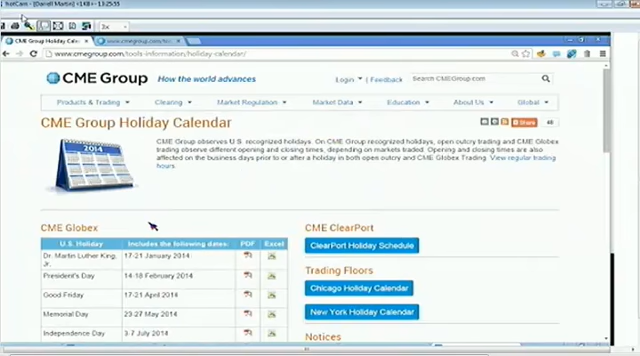 hotCam - [Darrell Martin]
CME Group Holiday Cale
www.cmegroup.com/tools-information/holiday-calendar/
CME Group How the world advances
Login | Feedback Search CMEGroup.com
Products & Trading Clearing Market Regulation Market Data Education About Us Global
CME Group Holiday Calendar
Share
2014
CME Group observes U.S. recognized holidays. On CME Group recognized holidays, open outcry trading and CME Globex
trading observe different opening and closing times, depending on markets traded. Opening and closing times are also
affected on the business days prior to or after a holiday in both open outcry and CME Globex Trading. View regular trading
hours.
CME Globex
U.S. Holiday Includes the following dates: PDF Excel
Dr. Martin Luther King, Jr. 17-21 January 2014
President's Day 14-18 February 2014
Good Friday 17-21 April 2014
Memorial Day 23-27 May 2014
Independence Day 3-7 July 2014
CME ClearPort
ClearPort Holiday Schedule
Trading Floors
Chicago Holiday Calendar
New York Holiday Calendar
Notices